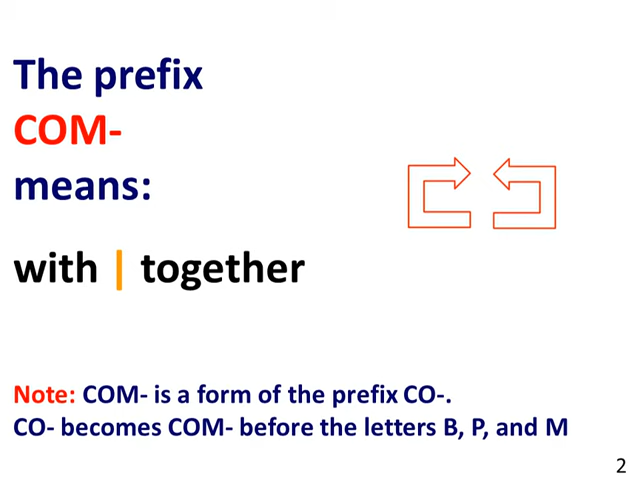 The prefix
COM-
means:
with | together
Note: COM- is a form of the prefix CO-.
CO- becomes COM- before the letters B, P, and M
2